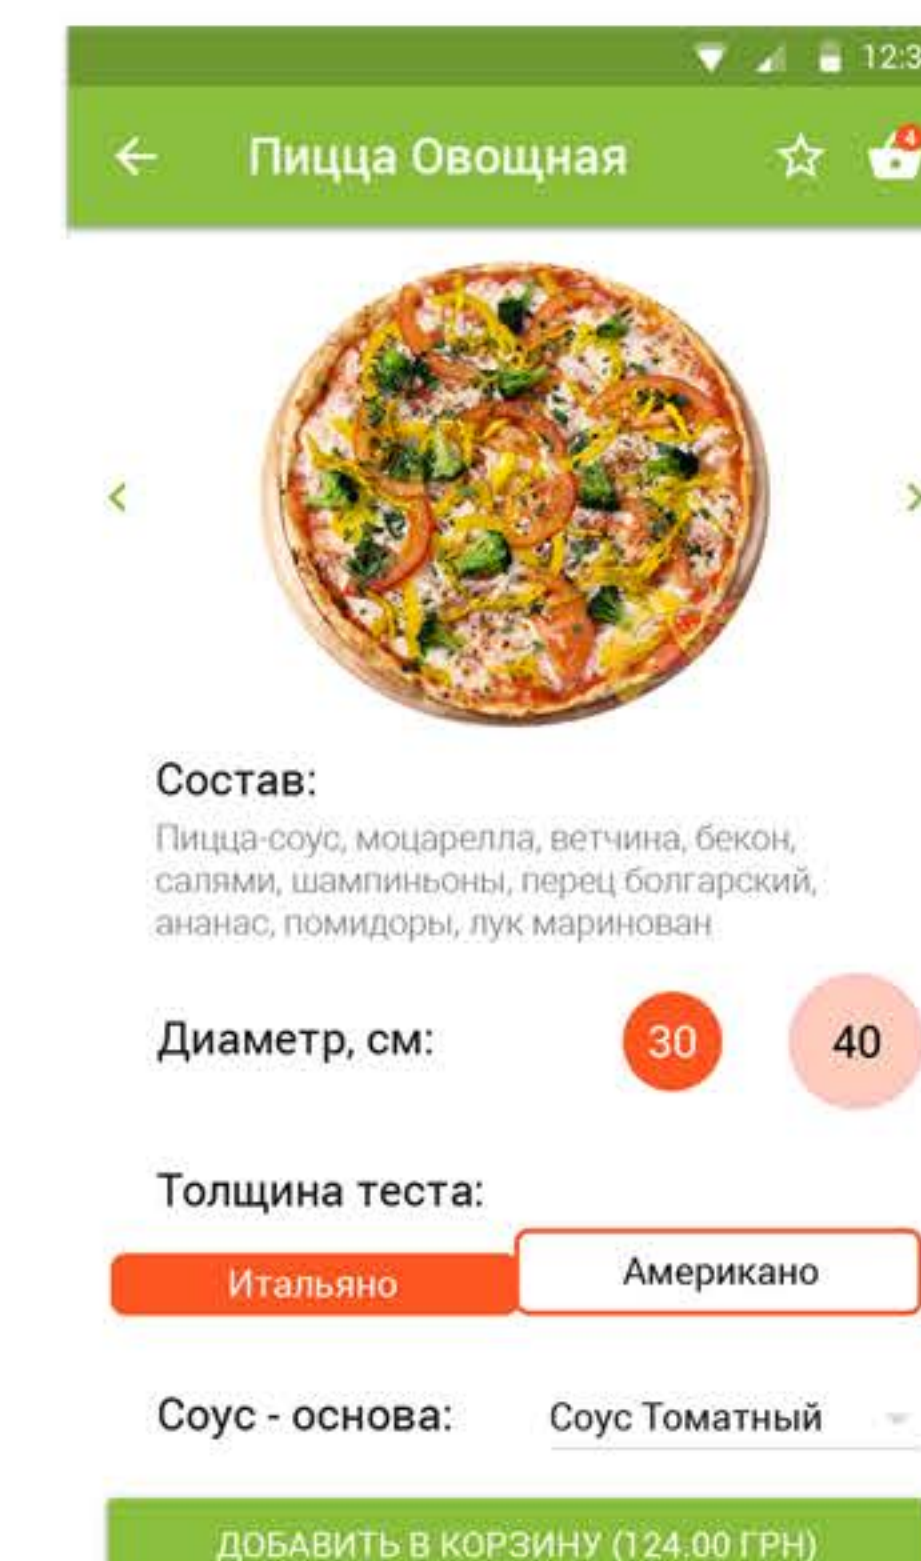 12:3
Пицца Овощная
4
Состав:
Пицца-соус, моцарелла, ветчина, бекон,
салями, шампиньоны, перец болгарский,
ананас, помидоры, лук маринован
Диаметр, см: 30 40
Толщина теста:
Итальяно Американо
Соус - основа: Соус Томатный
ДОБАВИТЬ В КОРЗИНУ (124.00 ГРН)